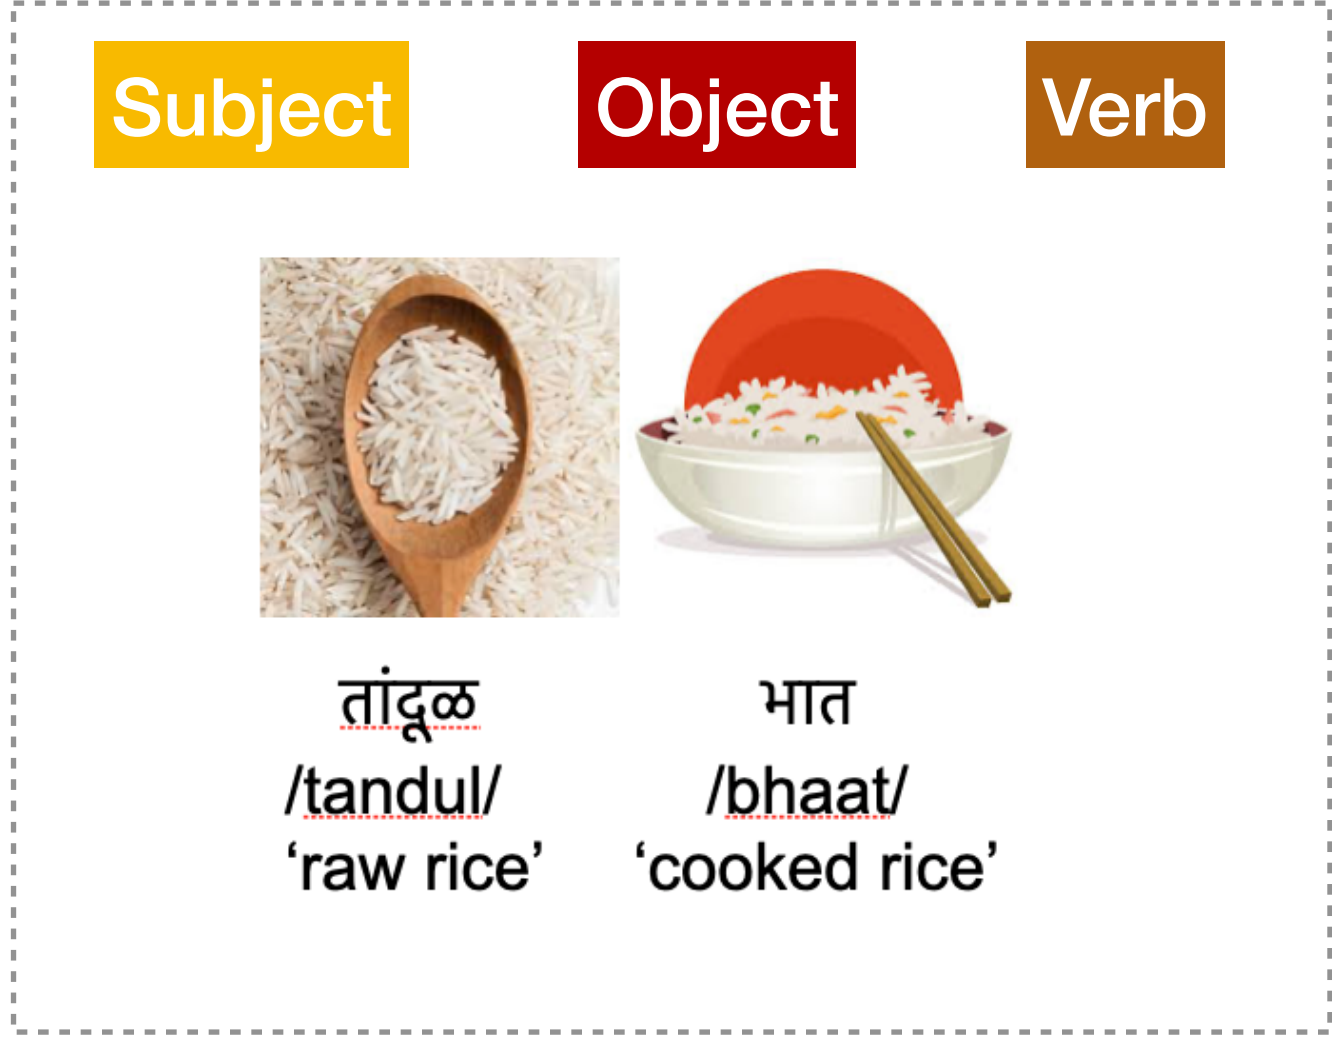 Subject Object Verb
तांदूळ भात
/tandul/ /bhaat/
‘raw rice’ ‘cooked rice’